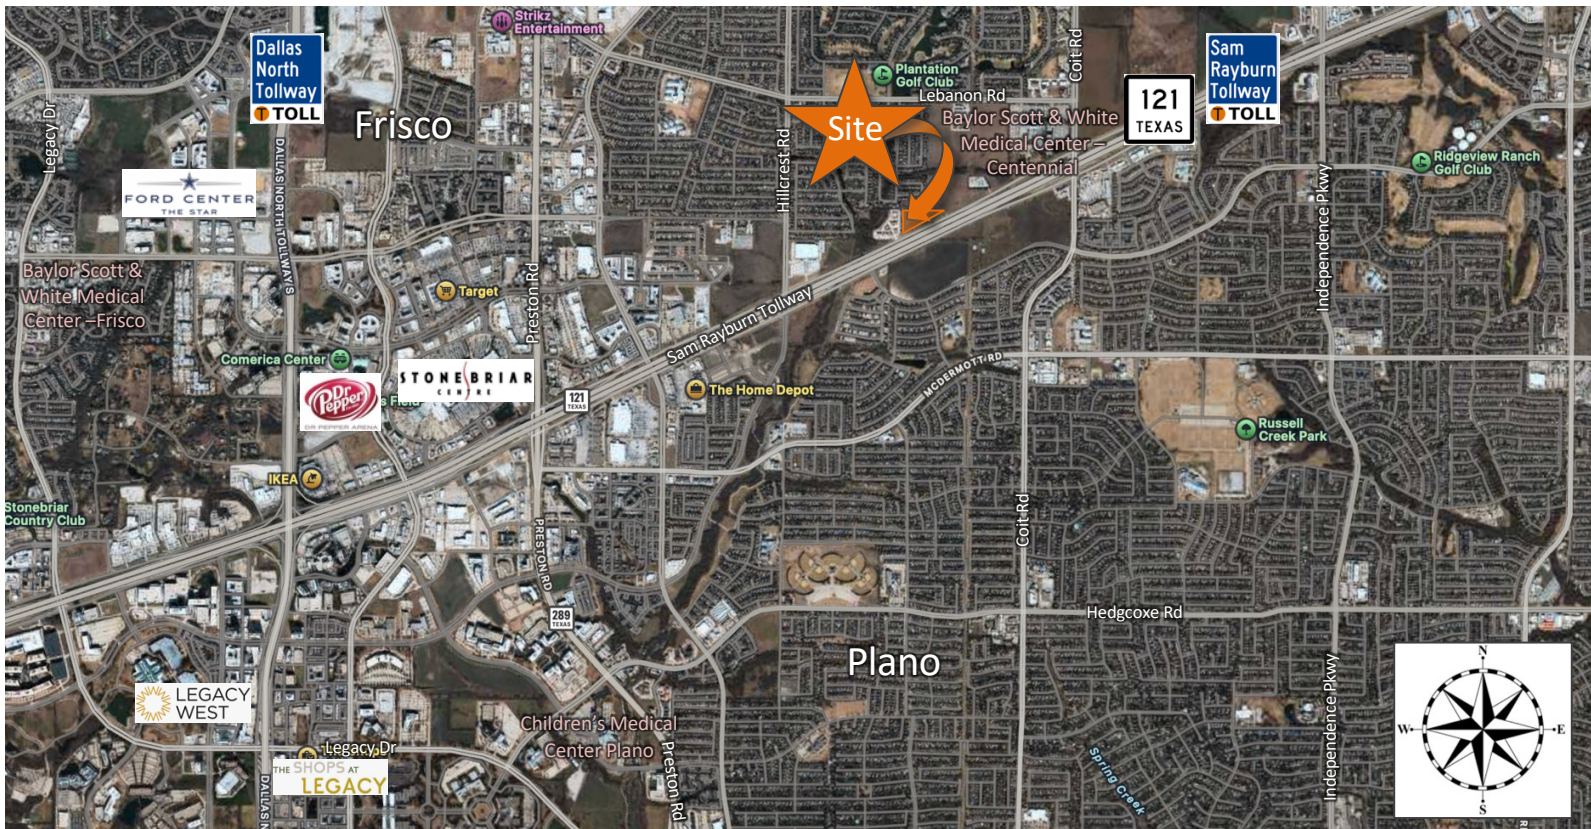 Strikz
Entertainment
Dallas
North
Tollway
TOLL
Frisco
Legacy Dr
DALLAS NORTH TOLLWAY S
FORD CENTER
THE STAR
Plantation
Golf Club
Lebanon Rd
Coit Rd
Site
Hillcrest Rd
Baylor Scott & White
Medical Center –
Centennial
121
TEXAS
Sam
Rayburn
Tollway
TOLL
Ridgeview Ranch
Golf Club
Independence Pkwy
Baylor Scott &
White Medical
Center –Frisco
Target
Preston Rd
Sam Rayburn Tollway
Comerica Center
Dr
Pepper
DR PEPPER ARENA
s Field
STONEBRIAR
CENTRE
121
TEXAS
The Home Depot
MCDERMOTT RD
Russell
Creek Park
IKEA
Stonebriar
Country Club
PRESTON RD
Coit Rd
289
TEXAS
Hedgcoxe Rd
Plano
LEGACY
WEST
Children's Medical
Center Plano
Preston Rd
Legacy Dr
THE SHOPS AT
LEGACY
DALLAS N
Spring Creek
Independence Pkwy
N
W
E
S
R